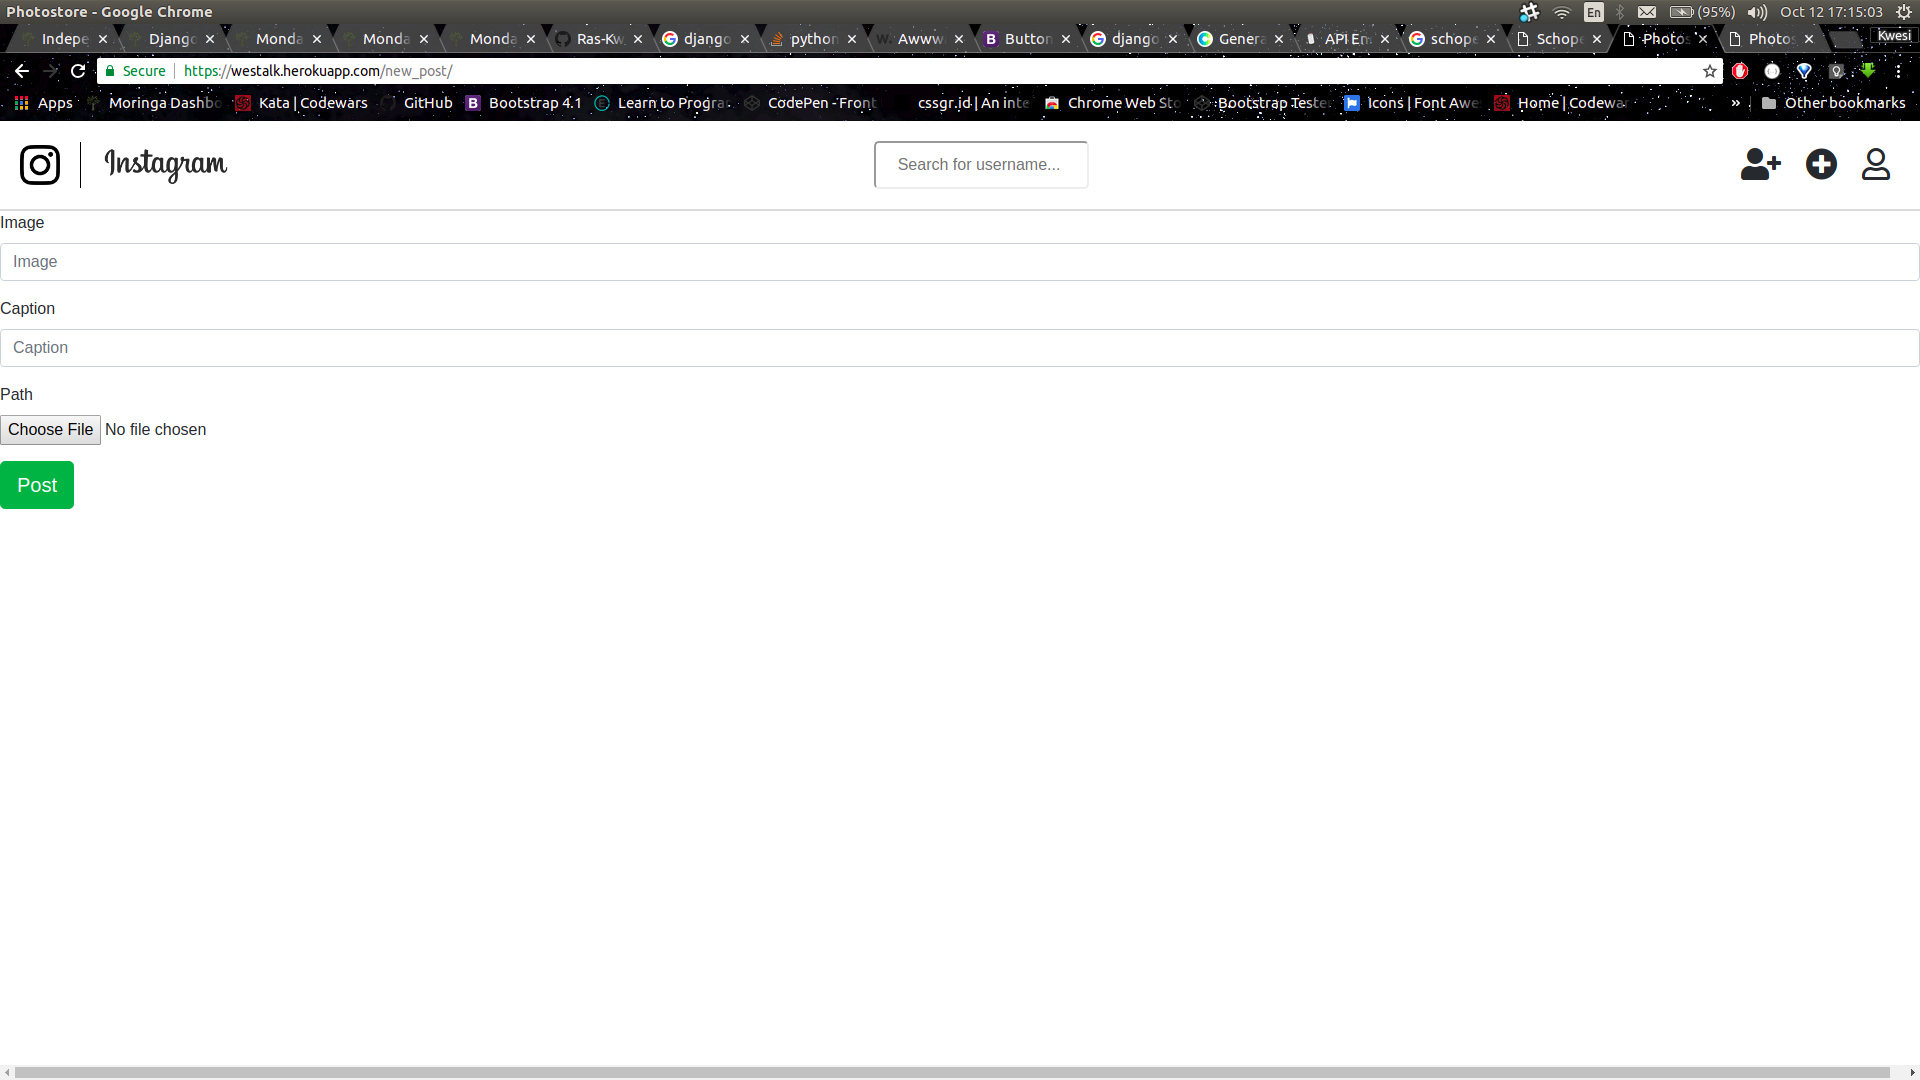 Photostore - Google Chrome En (95%) Oct 12 17:15:03
Indepe Django Monda Monda Monda Ras-Kw django python Awww Button django Genera API Em schope Schope Photos Photos Kwesi
Secure https://westalk.herokuapp.com/new_post/
Apps Moringa Dashbo Kata | Codewars GitHub Bootstrap 4.1 Learn to Progra CodePen - Front cssgr.id | An inte Chrome Web Sto Bootstrap Tester Icons | Font Awe Home | Codewar » Other bookmarks
Instagram Search for username...
Image
Image
Caption
Caption
Path
Choose File No file chosen
Post